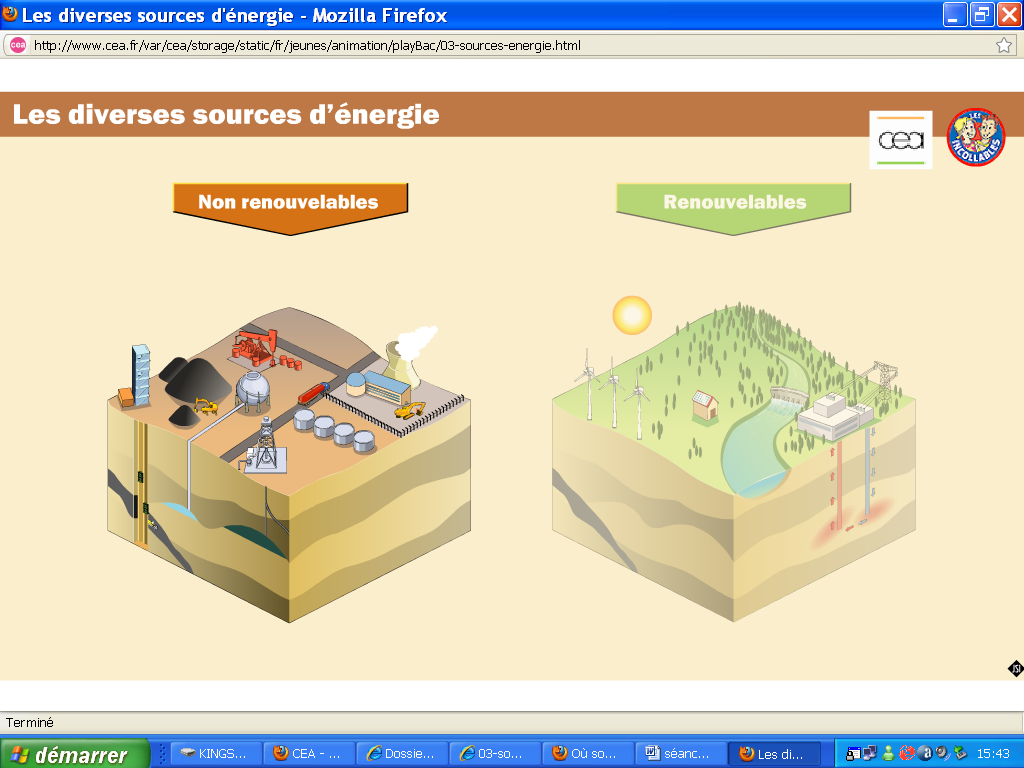 Les diverses sources d'énergie - Mozilla Firefox
cea
http://www.cea.fr/var/cea/storage/static/fr/jeunes/animation/playBac/03-sources-energie.html
Les diverses sources d'énergie
cea
LES INCOLLABLES
Non renouvelables
Renouvelables
Terminé
démarrer
KINGS...
CEA - ...
Dossie...
03-so...
Où so...
séanc...
Les di...
15:43